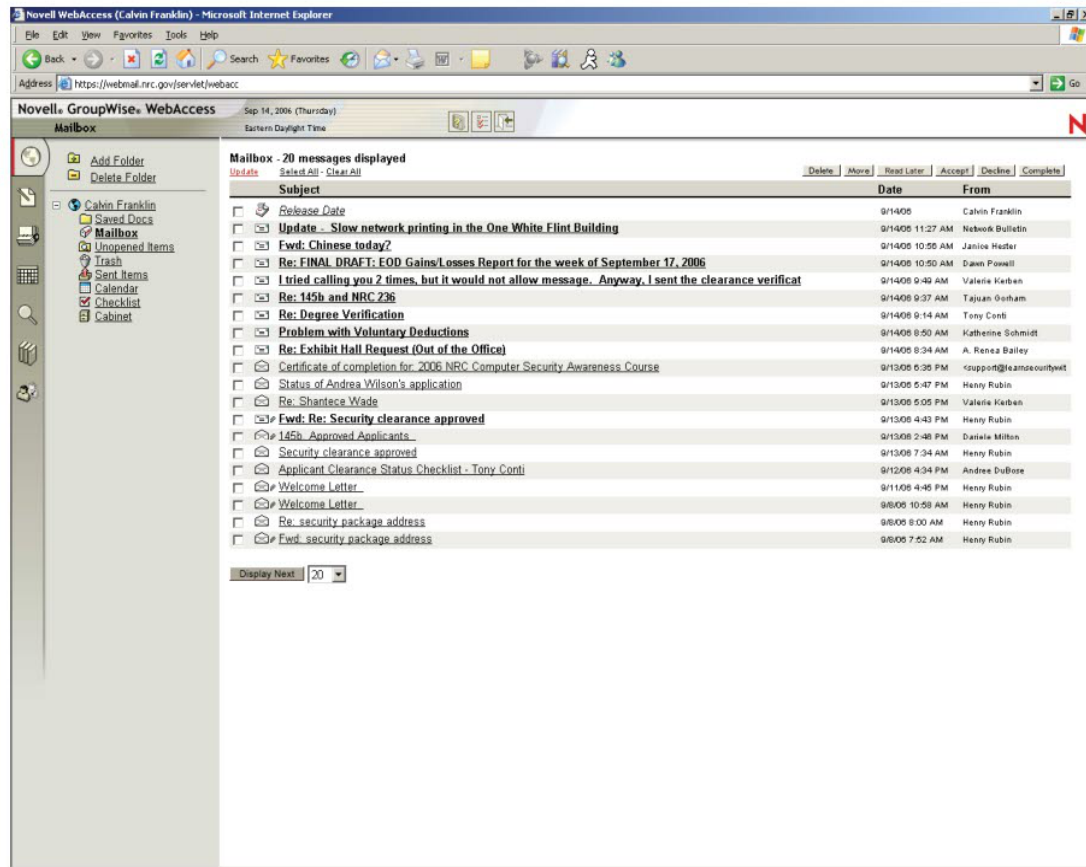 Novell WebAccess (Calvin Franklin) - Microsoft Internet Explorer
File Edit View Favorites Tools Help
Back Search Favorites
Address https://webmail.nrc.gov/servlet/webacc Go
Novell® GroupWise® WebAccess Sep 14, 2006 (Thursday)
Mailbox Eastern Daylight Time
N
Add Folder
Delete Folder
Calvin Franklin
Saved Docs
Mailbox
Unopened Items
Trash
Sent Items
Calendar
Checklist
Cabinet
Mailbox - 20 messages displayed
Update Select All - Clear All Delete Move Read Later Accept Decline Complete
Subject Date From
Release Date 9/14/06 Calvin Franklin
Update - Slow network printing in the One White Flint Building 9/14/06 11:27 AM Network Bulletin
Fwd: Chinese today? 9/14/06 10:56 AM Janice Hester
Re: FINAL DRAFT: EOD Gains/Losses Report for the week of September 17, 2006 9/14/06 10:50 AM Dawn Powell
I tried calling you 2 times, but it would not allow message. Anyway, I sent the clearance verificat 9/14/06 9:49 AM Valerie Kerben
Re: 145b and NRC 236 9/14/06 9:37 AM Tajuan Gorham
Re: Degree Verification 9/14/06 9:14 AM Tony Conti
Problem with Voluntary Deductions 9/14/06 8:50 AM Katherine Schmidt
Re: Exhibit Hall Request (Out of the Office) 9/14/06 8:34 AM A. Renea Bailey
Certificate of completion for: 2006 NRC Computer Security Awareness Course 9/13/06 6:36 PM <support@learnsecuritywit
Status of Andrea Wilson's application 9/13/06 5:47 PM Henry Rubin
Re: Shantece Wade 9/13/06 5:05 PM Valerie Kerben
Fwd: Re: Security clearance approved 9/13/06 4:43 PM Henry Rubin
145b. Approved Applicants 9/13/06 2:46 PM Dariele Milton
Security clearance approved 9/13/06 7:34 AM Henry Rubin
Applicant Clearance Status Checklist - Tony Conti 9/12/06 4:34 PM Andree DuBose
Welcome Letter 9/11/06 4:45 PM Henry Rubin
Welcome Letter 9/8/06 10:59 AM Henry Rubin
Re: security package address 9/8/06 8:00 AM Henry Rubin
Fwd: security package address 9/8/06 7:52 AM Henry Rubin
Display Next 20